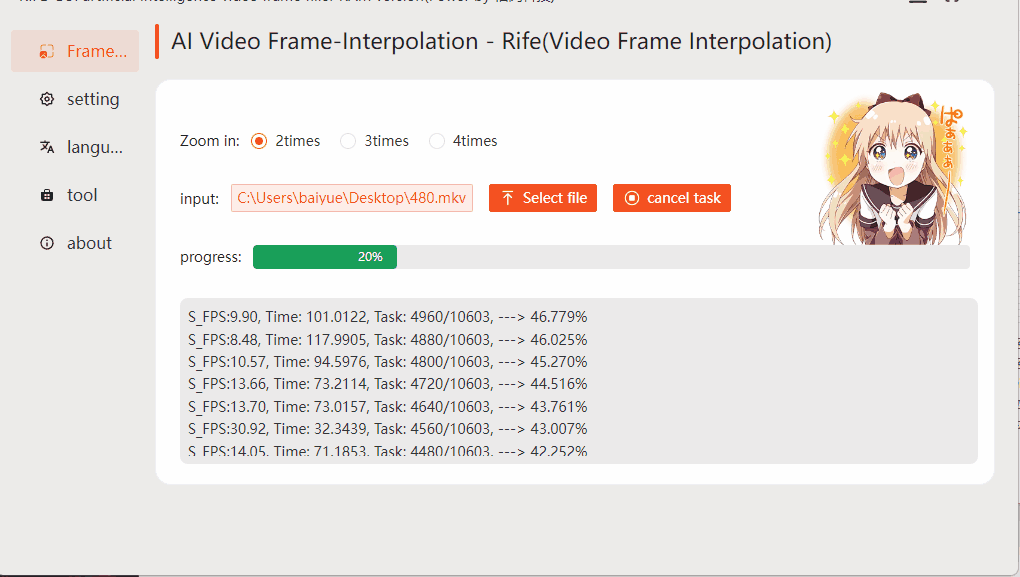 Frame...
AI Video Frame-Interpolation - Rife(Video Frame Interpolation)
setting
langu...
tool
about
Zoom in: 2times 3times 4times
input: C:\Users\baiyue\Desktop\480.mkv Select file cancel task
progress: 20%
ぱぁぁぁー
S_FPS:9.90, Time: 101.0122, Task: 4960/10603, ---> 46.779%
S_FPS:8.48, Time: 117.9905, Task: 4880/10603, ---> 46.025%
S_FPS:10.57, Time: 94.5976, Task: 4800/10603, ---> 45.270%
S_FPS:13.66, Time: 73.2114, Task: 4720/10603, ---> 44.516%
S_FPS:13.70, Time: 73.0157, Task: 4640/10603, ---> 43.761%
S_FPS:30.92, Time: 32.3439, Task: 4560/10603, ---> 43.007%
S_FPS:14.05, Time: 71.1853, Task: 4480/10603, ---> 42.252%